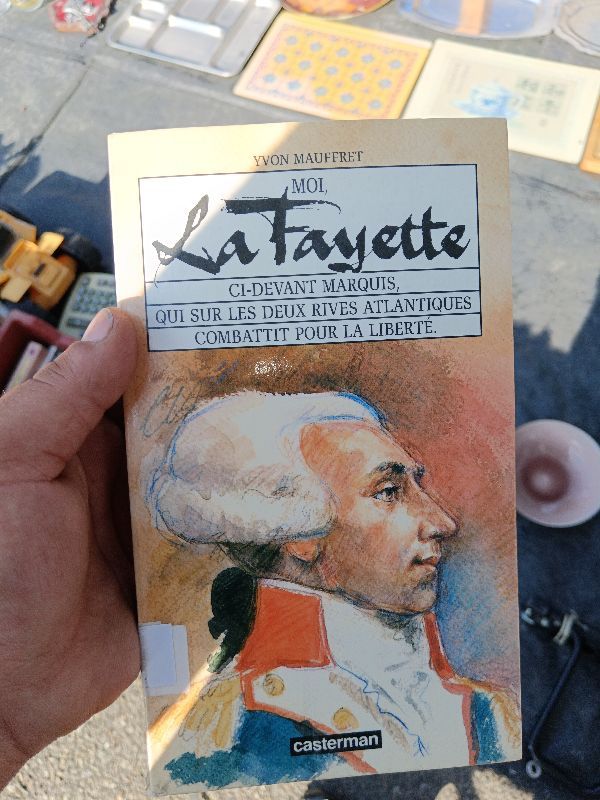 YVON MAUFFRET
MOI,
La Fayette
CI-DEVANT MARQUIS,
QUI SUR LES DEUX RIVES ATLANTIQUES
COMBATTIT POUR LA LIBERTÉ.
casterman